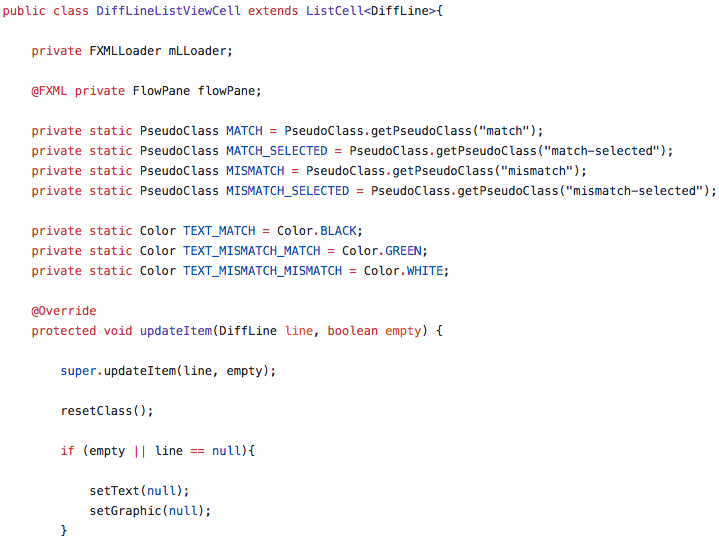 public class DiffLineListViewCell extends ListCell<DiffLine>{
private FXMLLoader mLLoader;
@FXML private FlowPane flowPane;
private static PseudoClass MATCH = PseudoClass.getPseudoClass("match");
private static PseudoClass MATCH_SELECTED = PseudoClass.getPseudoClass("match-selected");
private static PseudoClass MISMATCH = PseudoClass.getPseudoClass("mismatch");
private static PseudoClass MISMATCH_SELECTED = PseudoClass.getPseudoClass("mismatch-selected");
private static Color TEXT_MATCH = Color.BLACK;
private static Color TEXT_MISMATCH_MATCH = Color.GREEN;
private static Color TEXT_MISMATCH_MISMATCH = Color.WHITE;
@Override
protected void updateItem(DiffLine line, boolean empty) {
super.updateItem(line, empty);
resetClass();
if (empty || line == null){
setText(null);
setGraphic(null);
}